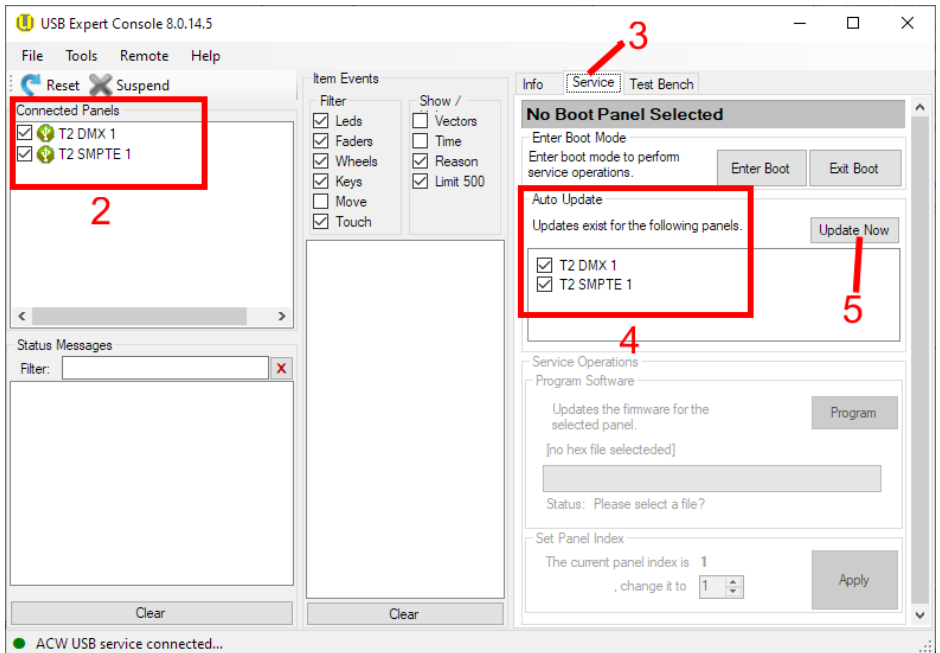 USB Expert Console 8.0.14.5
File Tools Remote Help
Reset Suspend
Connected Panels
T2 DMX 1
T2 SMPTE 1
2
Status Messages
Filter:
X
Clear
Item Events
Filter
Leds
Faders
Wheels
Keys
Move
Touch
Show /
Vectors
Time
Reason
Limit 500
Clear
3
Info Service Test Bench
No Boot Panel Selected
Enter Boot Mode
Enter boot mode to perform
service operations.
Enter Boot
Exit Boot
Auto Update
Updates exist for the following panels.
Update Now
T2 DMX 1
T2 SMPTE 1
5
4
Service Operations
Program Software
Updates the firmware for the
selected panel.
Program
[no hex file selecteded]
Status: Please select a file?
Set Panel Index
The current panel index is 1
, change it to 1
Apply
ACW USB service connected...